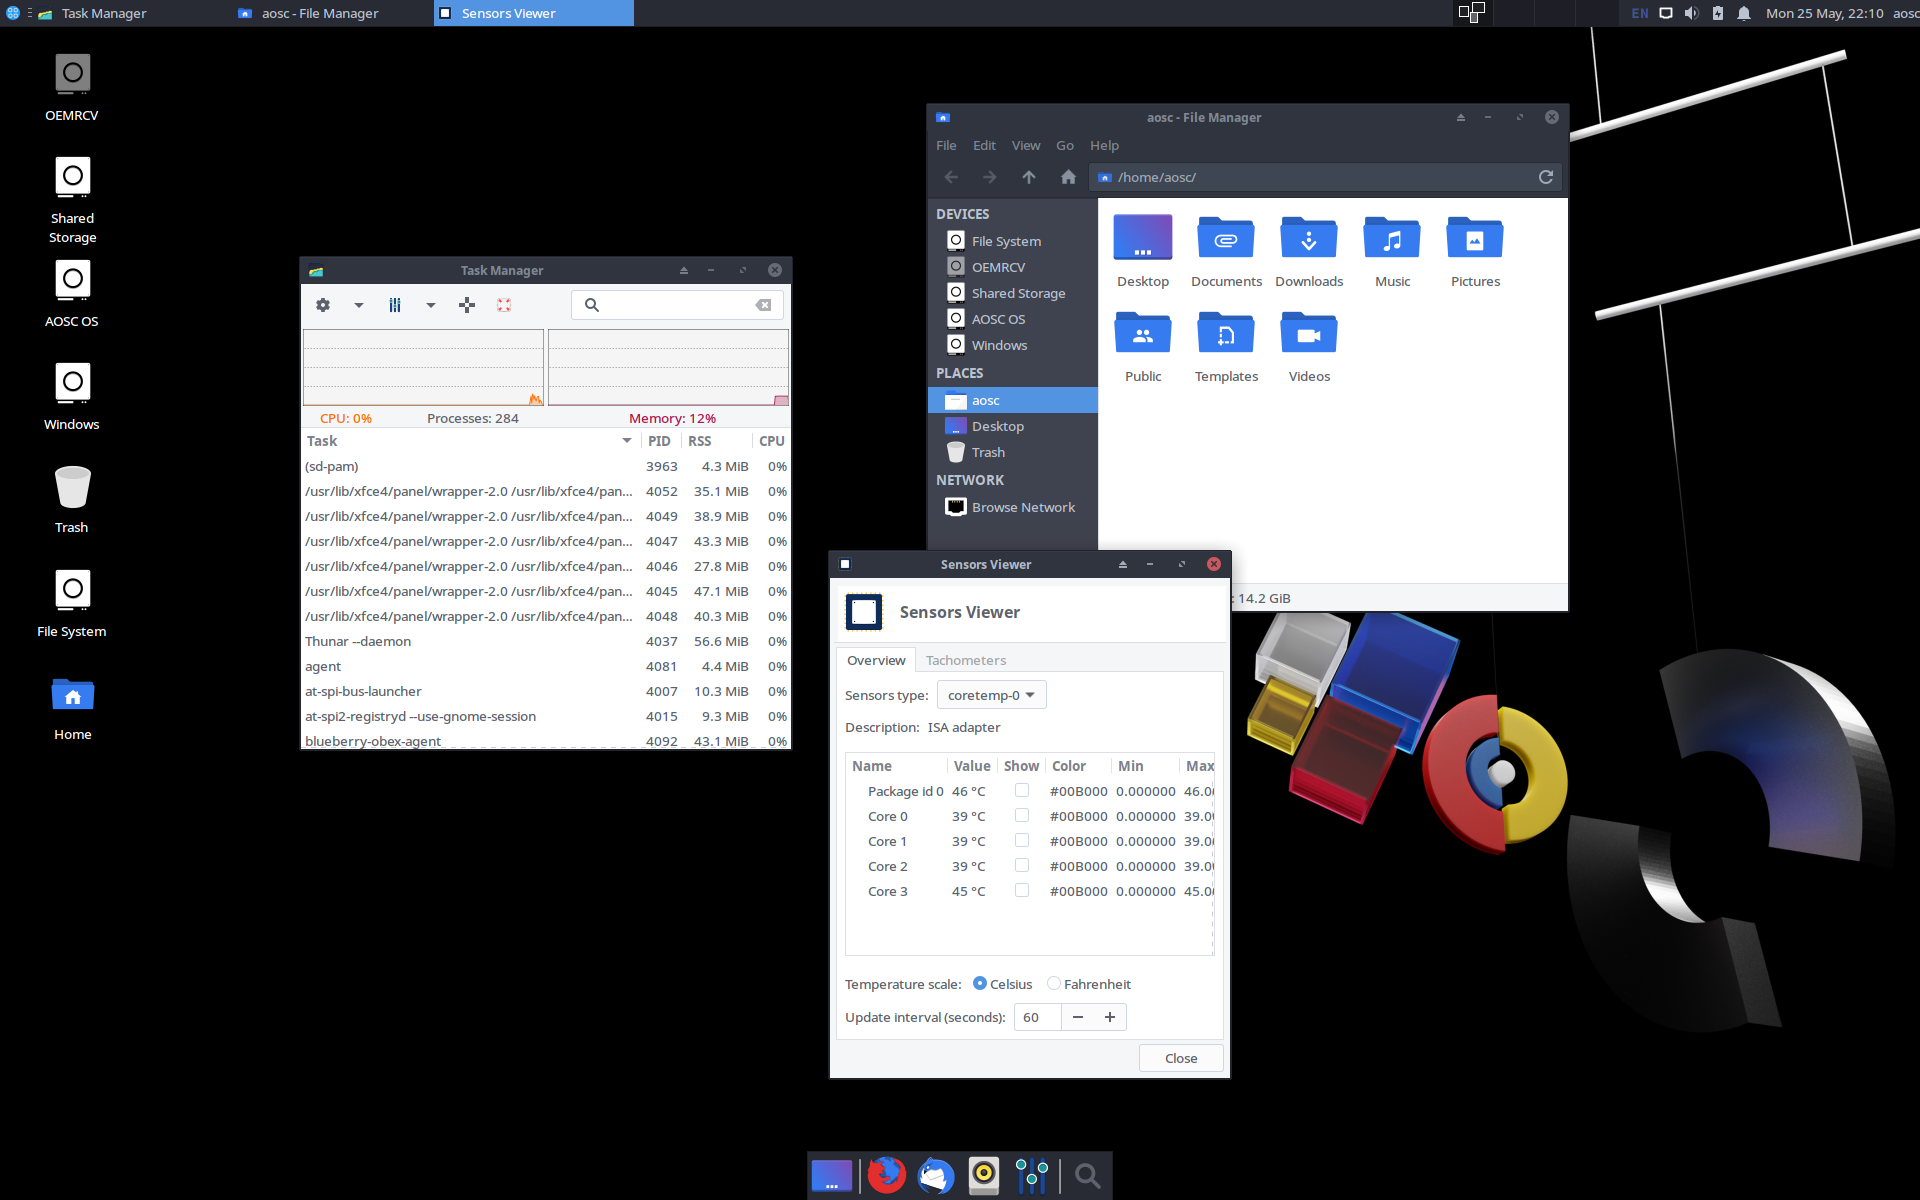 Task Manager
aosc - File Manager
Sensors Viewer
EN
Mon 25 May, 22:10
aosc
OEMRCV
Shared
Storage
AOSC OS
Windows
Trash
File System
Home
Task Manager
CPU: 0%
Processes: 284
Memory: 12%
Task PID RSS CPU
(sd-pam) 3963 4.3 MiB 0%
/usr/lib/xfce4/panel/wrapper-2.0 /usr/lib/xfce4/pan... 4052 35.1 MiB 0%
/usr/lib/xfce4/panel/wrapper-2.0 /usr/lib/xfce4/pan... 4049 38.9 MiB 0%
/usr/lib/xfce4/panel/wrapper-2.0 /usr/lib/xfce4/pan... 4047 43.3 MiB 0%
/usr/lib/xfce4/panel/wrapper-2.0 /usr/lib/xfce4/pan... 4046 27.8 MiB 0%
/usr/lib/xfce4/panel/wrapper-2.0 /usr/lib/xfce4/pan... 4045 47.1 MiB 0%
/usr/lib/xfce4/panel/wrapper-2.0 /usr/lib/xfce4/pan... 4048 40.3 MiB 0%
Thunar --daemon 4037 56.6 MiB 0%
agent 4081 4.4 MiB 0%
at-spi-bus-launcher 4007 10.3 MiB 0%
at-spi2-registryd --use-gnome-session 4015 9.3 MiB 0%
blueberry-obex-agent 4092 43.1 MiB 0%
aosc - File Manager
File Edit View Go Help
/home/aosc/
DEVICES
File System
OEMRCV
Shared Storage
AOSC OS
Windows
PLACES
aosc
Desktop
Trash
NETWORK
Browse Network
Desktop Documents Downloads Music Pictures
Public Templates Videos
: 14.2 GiB
Sensors Viewer
Sensors Viewer
Overview Tachometers
Sensors type: coretemp-0
Description: ISA adapter
Name Value Show Color Min Max
Package id 0 46 °C #00B000 0.000000 46.0
Core 0 39 °C #00B000 0.000000 39.0
Core 1 39 °C #00B000 0.000000 39.0
Core 2 39 °C #00B000 0.000000 39.0
Core 3 45 °C #00B000 0.000000 45.0
Temperature scale: Celsius Fahrenheit
Update interval (seconds): 60
Close